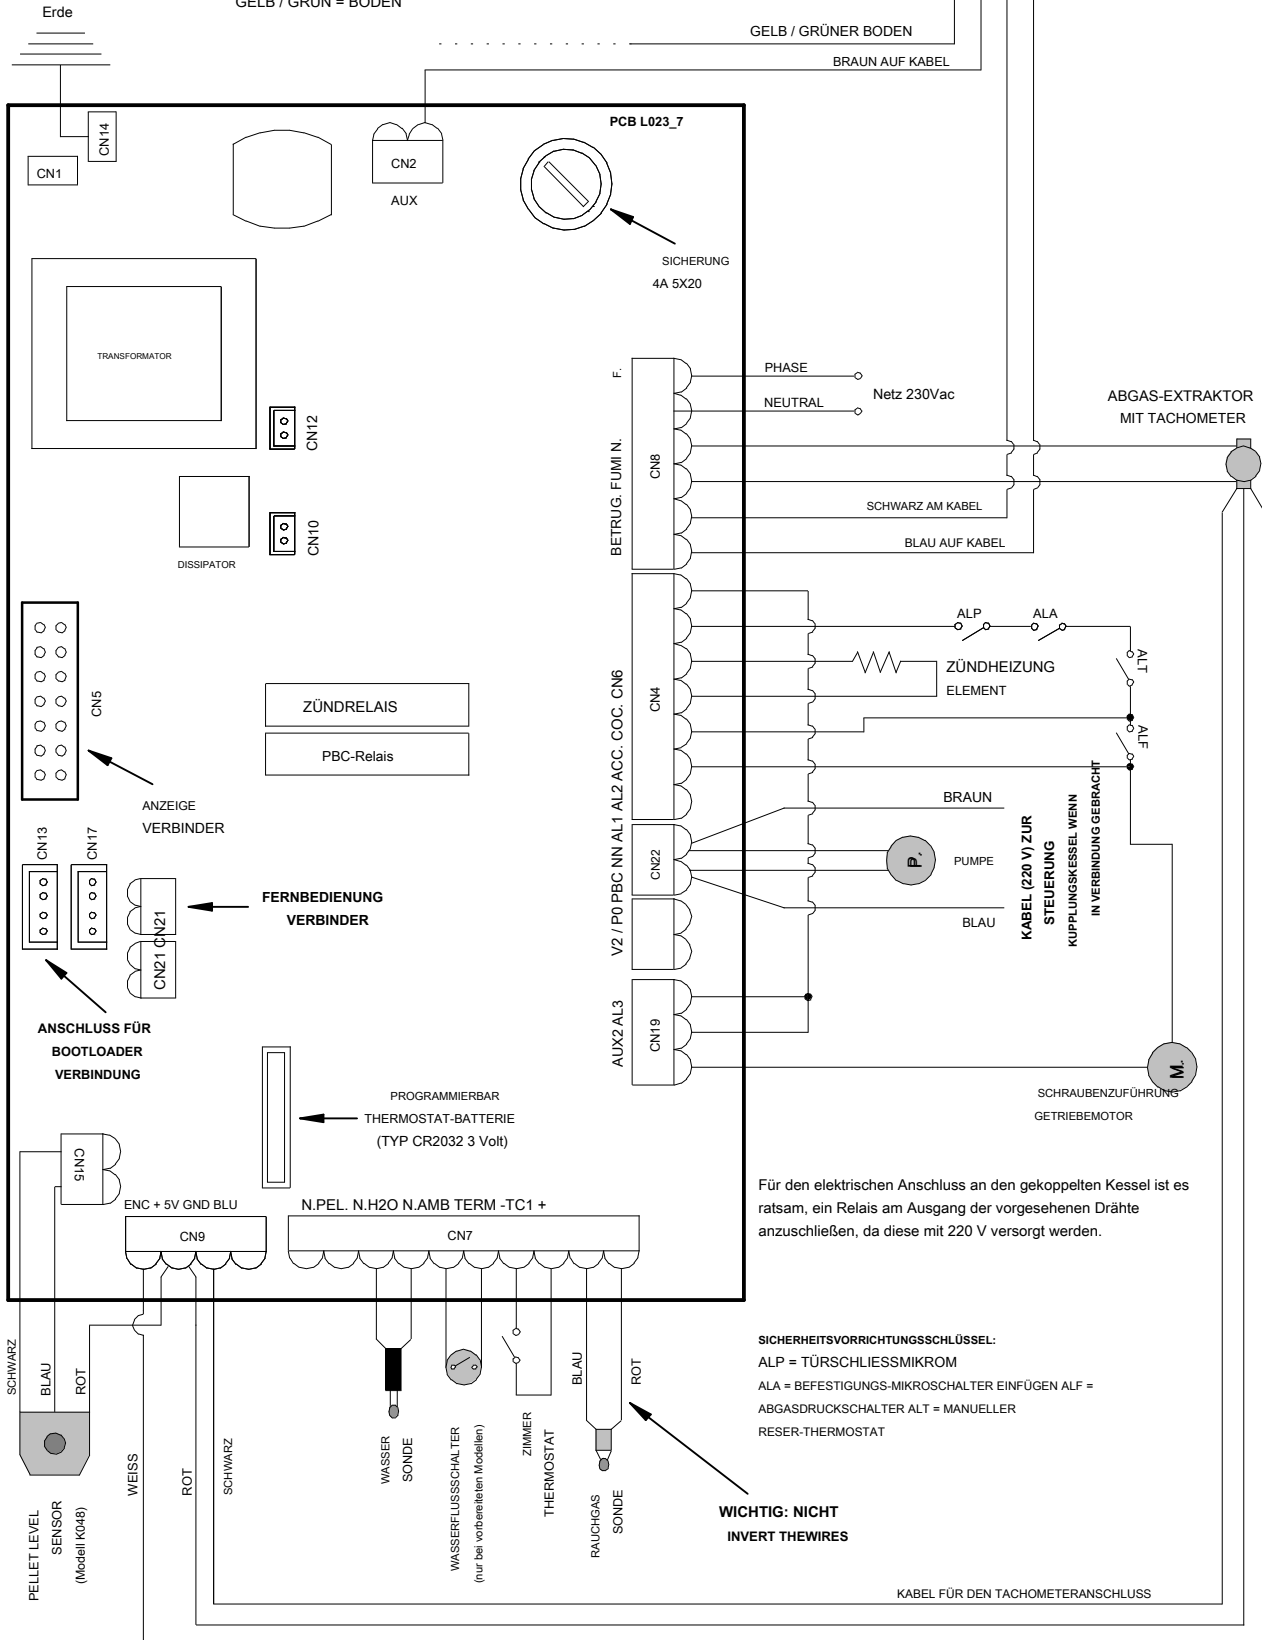 GELB / GRÜN = BODEN
Erde
GELB / GRÜNER BODEN
BRAUN AUF KABEL
PCB L023_7
CN14
CN1
CN2
AUX
SICHERUNG
4A 5X20
TRANSFORMATOR
CN12
CN10
DISSIPATOR
F.
BETRUG. FUMI N.
CN8
PHASE
NEUTRAL
Netz 230Vac
ABGAS-EXTRAKTOR
MIT TACHOMETER
SCHWARZ AM KABEL
BLAU AUF KABEL
CN5
ANZEIGE
VERBINDER
ZÜNDRELAIS
PBC-Relais
V2 / P0 PBC NN AL1 AL2 ACC. COC. CN6
CN4
ALP
ALA
ALT
ALF
ZÜNDHEIZUNG
ELEMENT
BRAUN
CN22
P.
PUMPE
BLAU
KABEL (220 V) ZUR
STEUERUNG
KUPPLUNGSKESSEL WENN
IN VERBINDUNG GEBRACHT
CN13
CN17
CN21 CN21
FERNBEDIENUNG
VERBINDER
ANSCHLUSS FÜR
BOOTLOADER
VERBINDUNG
AUX2 AL3
CN19
M.
SCHRAUBENZUFÜHRUNG
GETRIEBEMOTOR
PROGRAMMIERBAR
THERMOSTAT-BATTERIE
(TYP CR2032 3 Volt)
CN15
ENC + 5V GND BLU
CN9
N.PEL. N.H2O N.AMB TERM -TC1 +
CN7
Für den elektrischen Anschluss an den gekoppelten Kessel ist es
ratsam, ein Relais am Ausgang der vorgesehenen Drähte
anzuschließen, da diese mit 220 V versorgt werden.
SICHERHEITSVORRICHTUNGSSCHLÜSSEL:
ALP = TÜRSCHLIESSMIKROM
ALA = BEFESTIGUNGS-MIKROSCHALTER EINFÜGEN ALF =
ABGASDRUCKSCHALTER ALT = MANUELLER
RESER-THERMOSTAT
SCHWARZ
BLAU
ROT
PELLET LEVEL
SENSOR
(Modell K048)
WEISS
ROT
SCHWARZ
WASSER
SONDE
WASSERFLUSSSCHALTER
(nur bei vorbereiteten Modellen)
ZIMMER
THERMOSTAT
BLAU
ROT
RAUCHGAS
SONDE
WICHTIG: NICHT
INVERT THEWIRES
KABEL FÜR DEN TACHOMETERANSCHLUSS